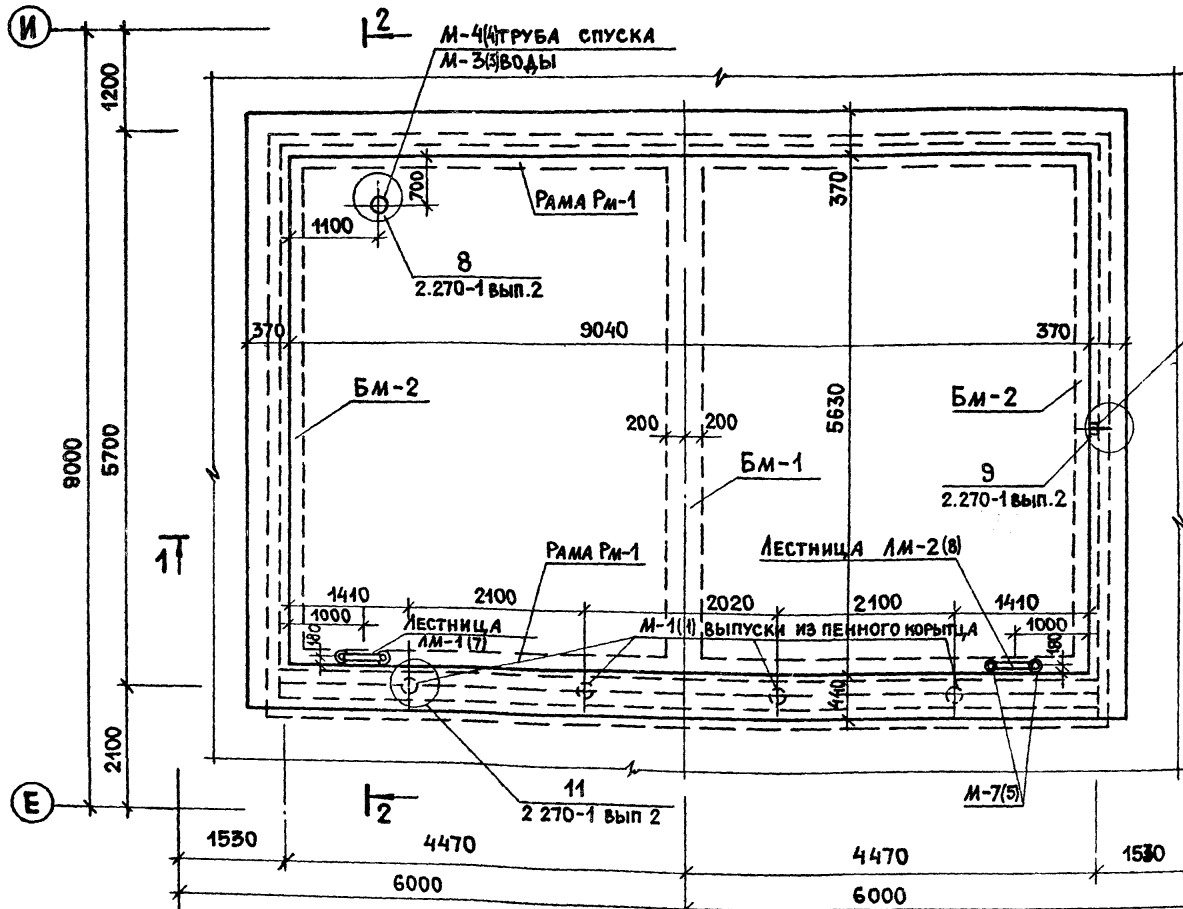 И
2
М-4(4)ТРУБА СПУСКА
М-3(3)ВОДЫ
1200
700
370
РАМА РМ-1
1100
8
2.270-1 ВЫП.2
370
9040
370
БМ-2
БМ-2
5630
200
200
9000
5700
БМ-1
9
2.270-1 ВЫП.2
1
РАМА РМ-1
ЛЕСТНИЦА ЛМ-2(8)
1410
2100
2020
2100
1410
1000
1000
180
180
ЛЕСТНИЦА
ЛМ-1(7)
М-1(1) ВЫПУСКИ ИЗ ПЕННОГО КОРЫТЦА
440
2100
Е
2
11
2 270-1 ВЫП 2
М-7(5)
1530
4470
4470
1530
6000
6000